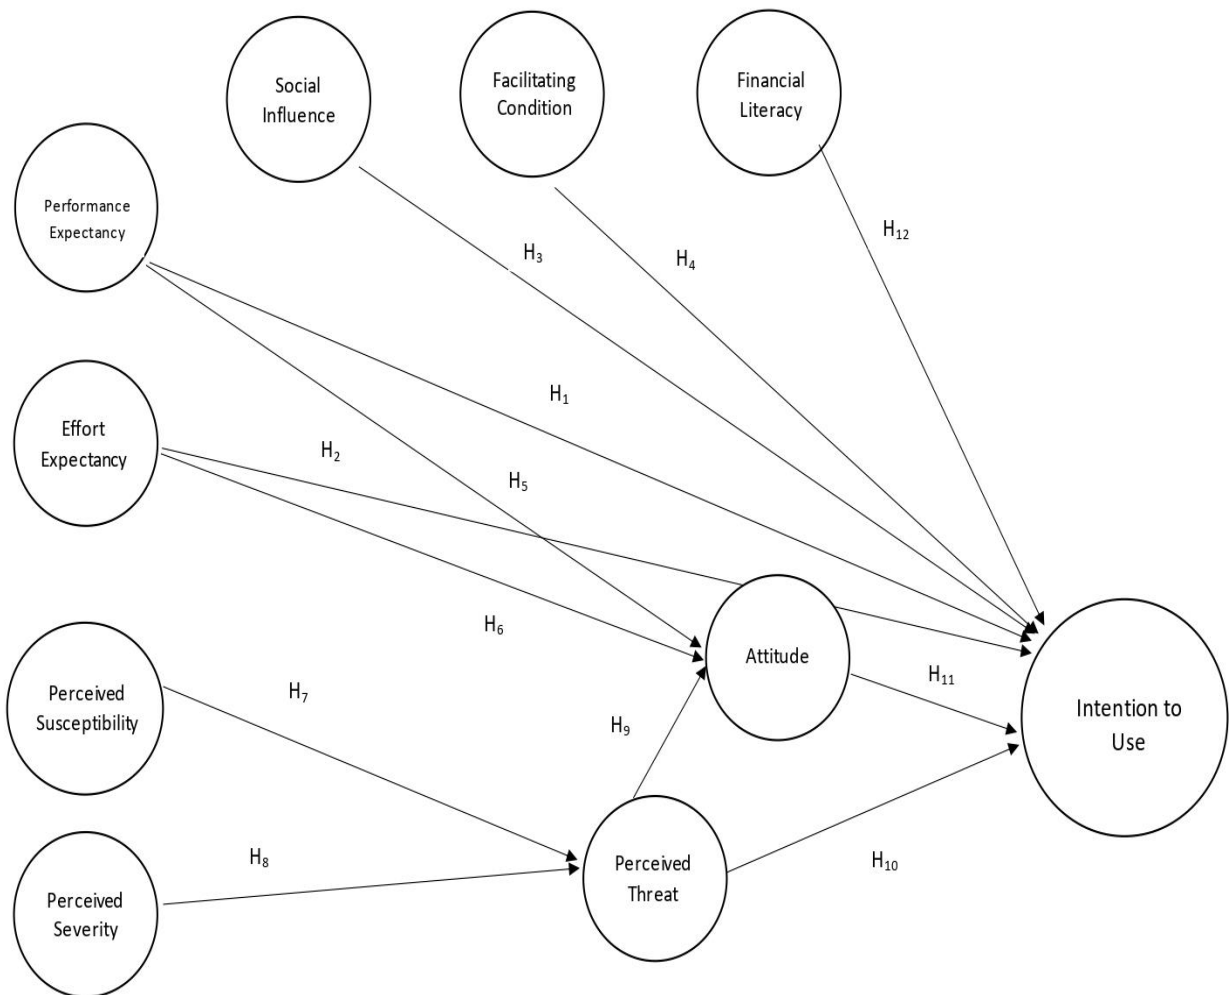 Social
Influence
Facilitating
Condition
Financial
Literacy
Performance
Expectancy
H₃
H₄
H₁₂
H₁
Effort
Expectancy
H₂
H₅
H₆
Attitude
Perceived
Susceptibility
H₇
H₉
H₁₁
Intention to
Use
Perceived
Severity
H₈
Perceived
Threat
H₁₀